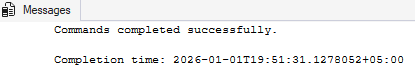 Messages
Commands completed successfully.
Completion time: 2026-01-01T19:51:31.1278052+05:00